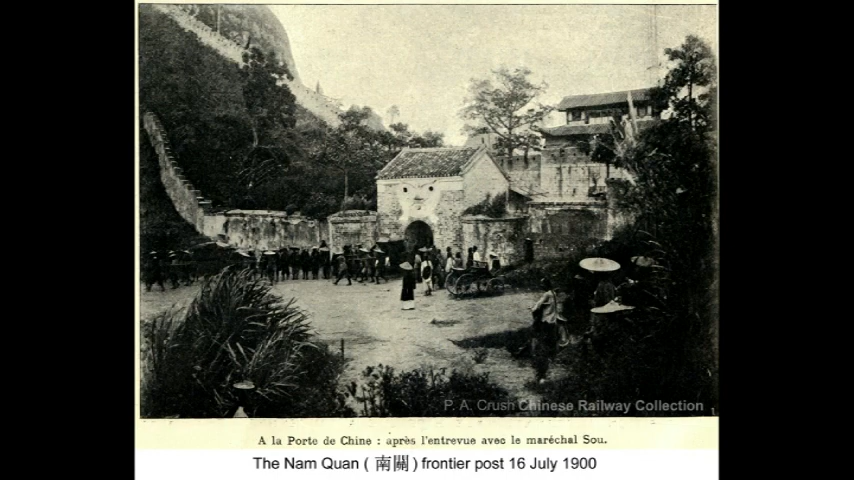 P. A. Crush Chinese Railway Collection
A la Porte de Chine : après l'entrevue avec le maréchal Sou.
The Nam Quan ( 南關 ) frontier post 16 July 1900